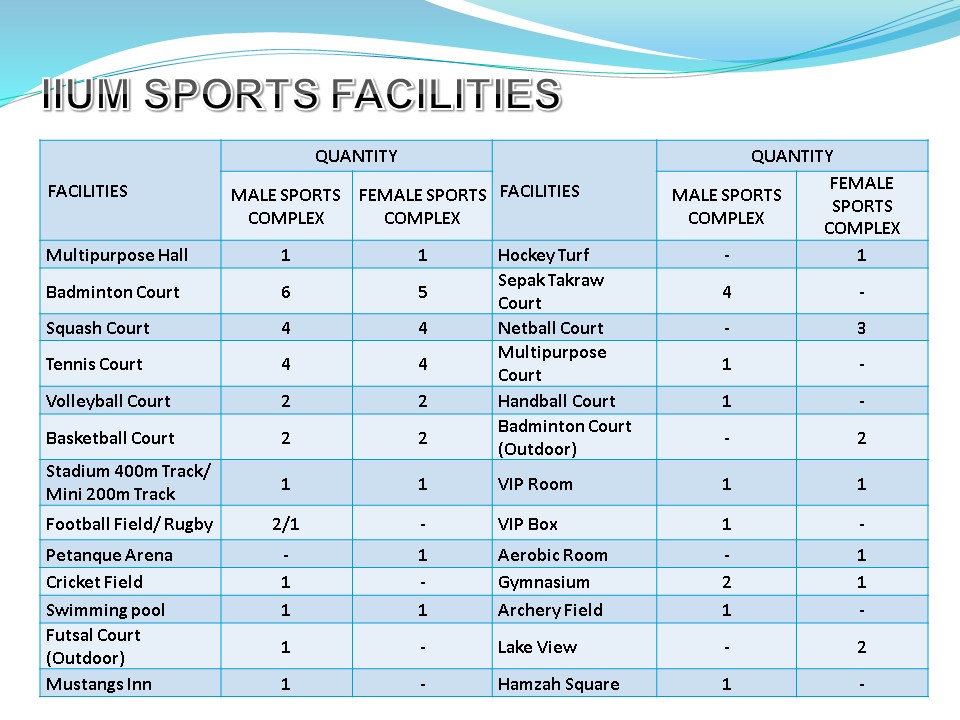 IIUM SPORTS FACILITIES
FACILITIES QUANTITY FACILITIES QUANTITY
MALE SPORTS COMPLEX FEMALE SPORTS COMPLEX MALE SPORTS COMPLEX FEMALE SPORTS COMPLEX
Multipurpose Hall 1 1 Hockey Turf - 1
Badminton Court 6 5 Sepak Takraw Court 4 -
Squash Court 4 4 Netball Court - 3
Tennis Court 4 4 Multipurpose Court 1 -
Volleyball Court 2 2 Handball Court 1 -
Basketball Court 2 2 Badminton Court (Outdoor) - 2
Stadium 400m Track/ Mini 200m Track 1 1 VIP Room 1 1
Football Field/ Rugby 2/1 - VIP Box 1 -
Petanque Arena - 1 Aerobic Room - 1
Cricket Field 1 - Gymnasium 2 1
Swimming pool 1 1 Archery Field 1 -
Futsal Court (Outdoor) 1 - Lake View - 2
Mustangs Inn 1 - Hamzah Square 1 -